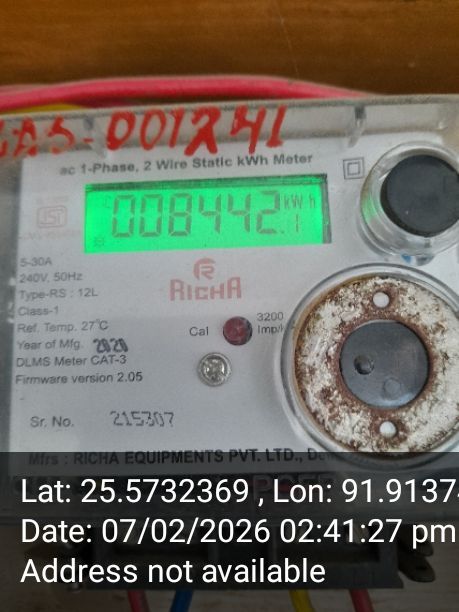 001241
ac 1-Phase, 2 Wire Static kWh Meter
008442.1 kWh
5-30A
240V, 50Hz
Type-RS : 12L
Class-1
Ref. Temp. 27°C
Year of Mfg. 2020
DLMS Meter CAT-3
Firmware version 2.05
RICHA
Cal
3200
Imp/k
Sr. No. 215307
Mfrs : RICHA EQUIPMENTS PVT. LTD.,
Lat: 25.5732369 , Lon: 91.9137
Date: 07/02/2026 02:41:27 pm
Address not available